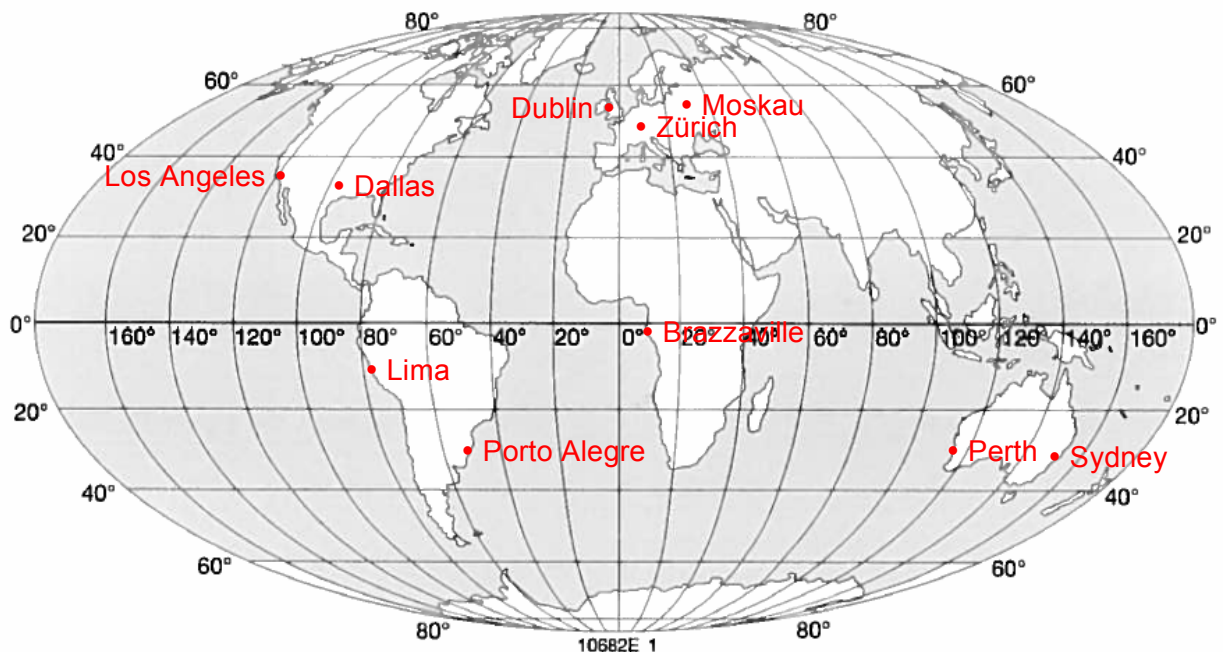 80° 80°
60° 60°
Dublin Moskau
Zürich
40° 40°
Los Angeles Dallas
20° 20°
0° 160° 140° 120° 100° 80° 60° 40° 20° 0° 20° 40° 60° 80° 100° 120° 140° 160° 0°
Brazzaville
Lima
20° 20°
Porto Alegre Perth Sydney
40° 40°
60° 60°
80° 80°
10682E 1